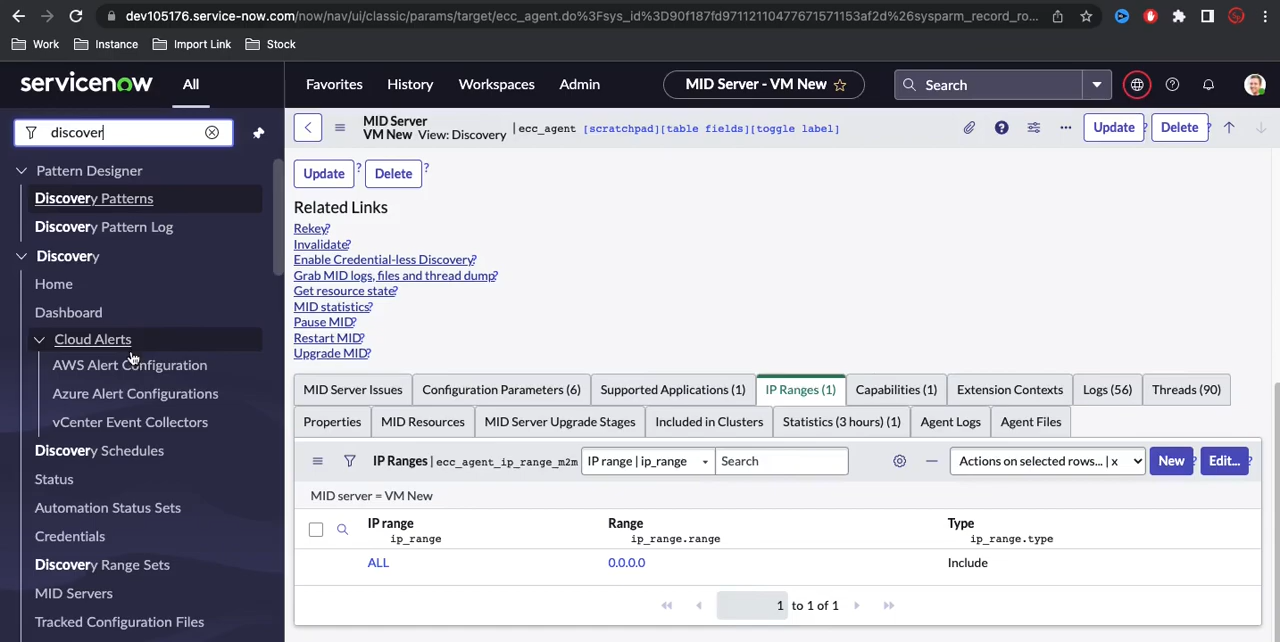 dev105176.service-now.com/now/nav/ui/classic/params/target/ecc_agent.do%3Fsys_id%3D90f187fd97112110477671571153af2d%26sysparm_record_ro...
Work Instance Import Link Stock
servicenow All Favorites History Workspaces Admin MID Server - VM New Search
discover
Pattern Designer
Discovery Patterns
Discovery Pattern Log
Discovery
Home
Dashboard
Cloud Alerts
AWS Alert Configuration
Azure Alert Configurations
vCenter Event Collectors
Discovery Schedules
Status
Automation Status Sets
Credentials
Discovery Range Sets
MID Servers
Tracked Configuration Files
MID Server
VM New View: Discovery | ecc_agent [scratchpad][table fields][toggle label] Update ? Delete ?
Update ? Delete ?
Related Links
Rekey?
Invalidate?
Enable Credential-less Discovery?
Grab MID logs, files and thread dump?
Get resource state?
MID statistics?
Pause MID?
Restart MID?
Upgrade MID?
MID Server Issues Configuration Parameters (6) Supported Applications (1) IP Ranges (1) Capabilities (1) Extension Contexts Logs (56) Threads (90)
Properties MID Resources MID Server Upgrade Stages Included in Clusters Statistics (3 hours) (1) Agent Logs Agent Files
IP Ranges | ecc_agent_ip_range_m2m IP range | ip_range Search Actions on selected rows... | x New ? Edit... ?
MID server = VM New
IP range Range Type
ip_range ip_range.range ip_range.type
ALL 0.0.0.0 Include
1 to 1 of 1